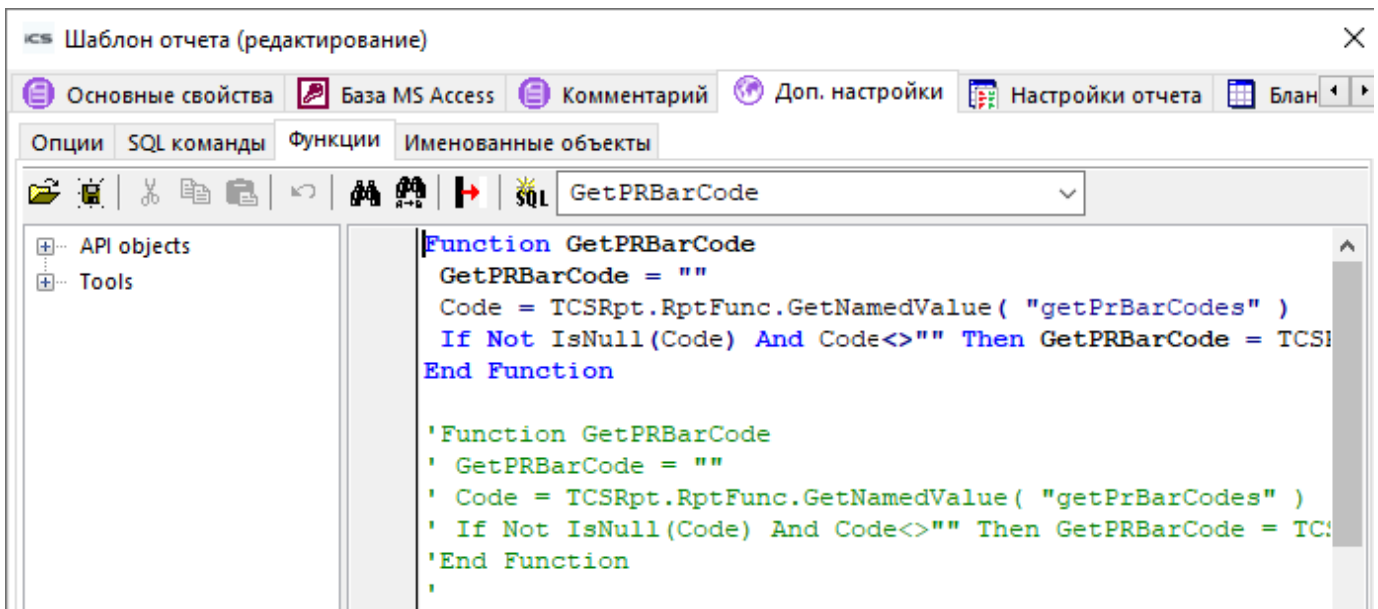 iCS Шаблон отчета (редактирование)
Основные свойства База MS Access Комментарий Доп. настройки Настройки отчета Блан
Опции SQL команды Функции Именованные объекты
A→B SQL GetPRBarCode
API objects
Tools
Function GetPRBarCode
GetPRBarCode = ""
Code = TCSRpt.RptFunc.GetNamedValue( "getPrBarCodes" )
If Not IsNull(Code) And Code<>"" Then GetPRBarCode = TCSI
End Function
'Function GetPRBarCode
' GetPRBarCode = ""
' Code = TCSRpt.RptFunc.GetNamedValue( "getPrBarCodes" )
' If Not IsNull(Code) And Code<>"" Then GetPRBarCode = TC
'End Function
'